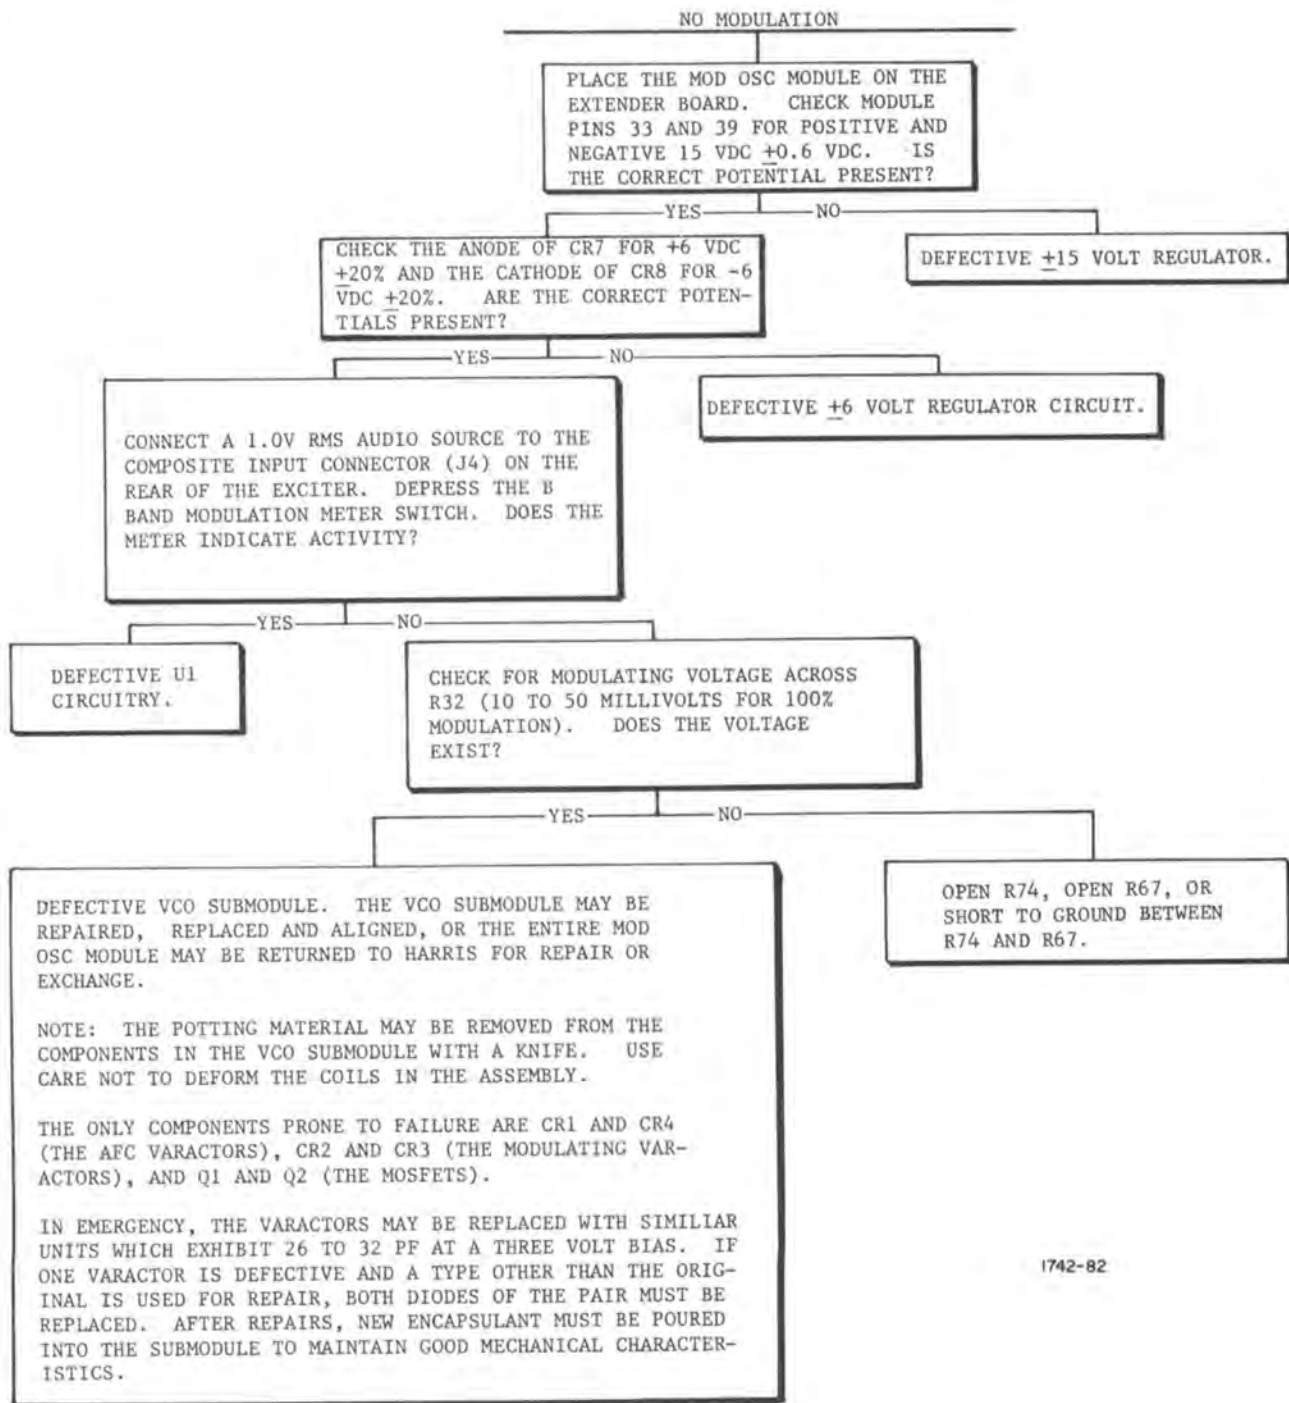 NO MODULATION
PLACE THE MOD OSC MODULE ON THE
EXTENDER BOARD. CHECK MODULE
PINS 33 AND 39 FOR POSITIVE AND
NEGATIVE 15 VDC ±0.6 VDC. IS
THE CORRECT POTENTIAL PRESENT?
YES
NO
CHECK THE ANODE OF CR7 FOR +6 VDC
±20% AND THE CATHODE OF CR8 FOR -6
VDC ±20%. ARE THE CORRECT POTEN-
TIALS PRESENT?
DEFECTIVE ±15 VOLT REGULATOR.
YES
NO
CONNECT A 1.0V RMS AUDIO SOURCE TO THE
COMPOSITE INPUT CONNECTOR (J4) ON THE
REAR OF THE EXCITER. DEPRESS THE B
BAND MODULATION METER SWITCH. DOES THE
METER INDICATE ACTIVITY?
DEFECTIVE ±6 VOLT REGULATOR CIRCUIT.
YES
NO
DEFECTIVE U1
CIRCUITRY.
CHECK FOR MODULATING VOLTAGE ACROSS
R32 (10 TO 50 MILLIVOLTS FOR 100%
MODULATION). DOES THE VOLTAGE
EXIST?
YES
NO
DEFECTIVE VCO SUBMODULE. THE VCO SUBMODULE MAY BE
REPAIRED, REPLACED AND ALIGNED, OR THE ENTIRE MOD
OSC MODULE MAY BE RETURNED TO HARRIS FOR REPAIR OR
EXCHANGE.
NOTE: THE POTTING MATERIAL MAY BE REMOVED FROM THE
COMPONENTS IN THE VCO SUBMODULE WITH A KNIFE. USE
CARE NOT TO DEFORM THE COILS IN THE ASSEMBLY.
THE ONLY COMPONENTS PRONE TO FAILURE ARE CR1 AND CR4
(THE AFC VARACTORS), CR2 AND CR3 (THE MODULATING VAR-
ACTORS), AND Q1 AND Q2 (THE MOSFETS).
IN EMERGENCY, THE VARACTORS MAY BE REPLACED WITH SIMILIAR
UNITS WHICH EXHIBIT 26 TO 32 PF AT A THREE VOLT BIAS. IF
ONE VARACTOR IS DEFECTIVE AND A TYPE OTHER THAN THE ORIG-
INAL IS USED FOR REPAIR, BOTH DIODES OF THE PAIR MUST BE
REPLACED. AFTER REPAIRS, NEW ENCAPSULANT MUST BE POURED
INTO THE SUBMODULE TO MAINTAIN GOOD MECHANICAL CHARACTER-
ISTICS.
OPEN R74, OPEN R67, OR
SHORT TO GROUND BETWEEN
R74 AND R67.
1742-82